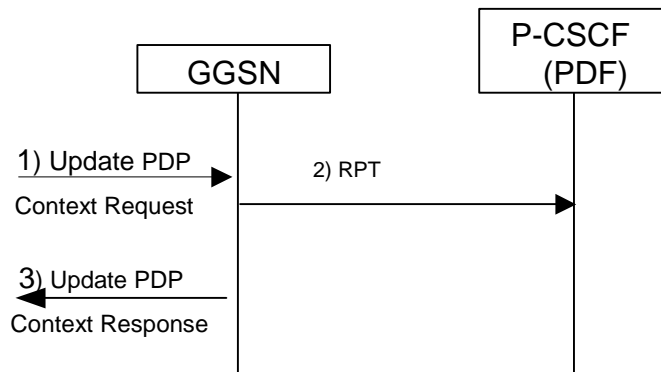 P-CSCF
(PDF)
GGSN
1) Update PDP
Context Request
2) RPT
3) Update PDP
Context Response